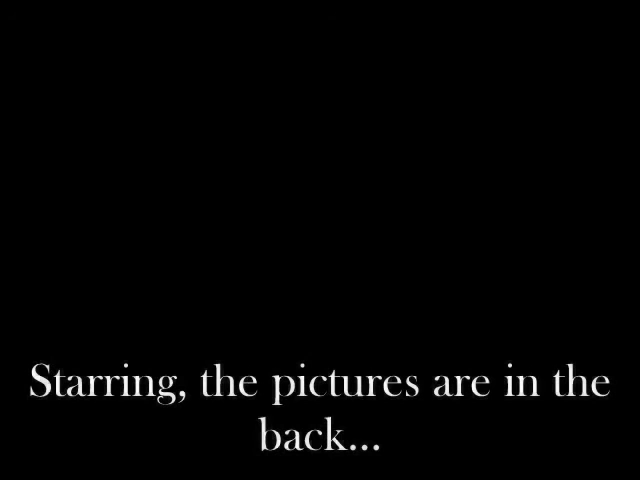 Starring, the pictures are in the
back...